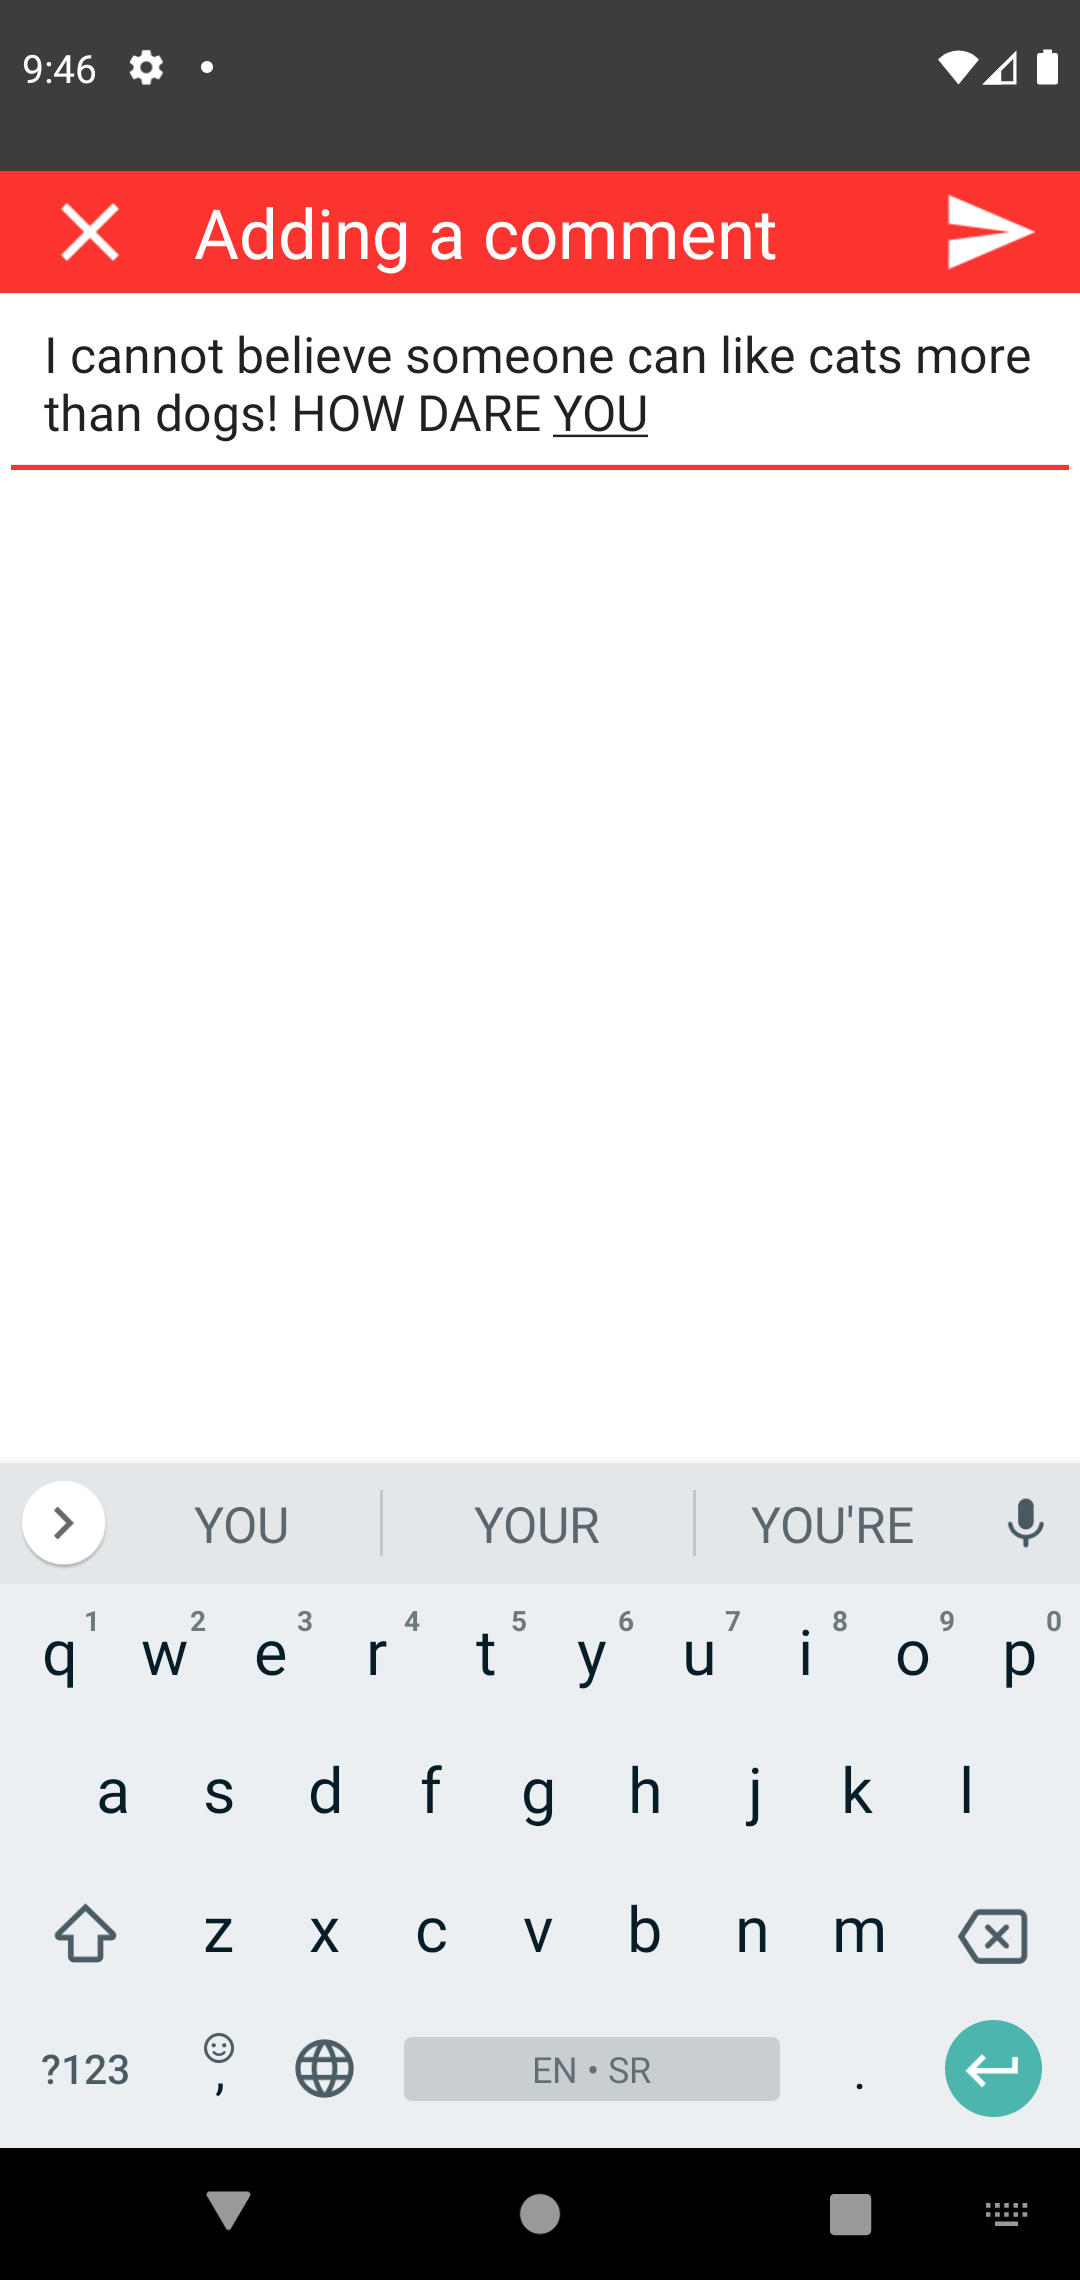 9:46
Adding a comment
I cannot believe someone can like cats more
than dogs! HOW DARE YOU
YOU YOUR YOU'RE
1 2 3 4 5 6 7 8 9 0
q w e r t y u i o p
a s d f g h j k l
z x c v b n m
?123 , EN • SR .